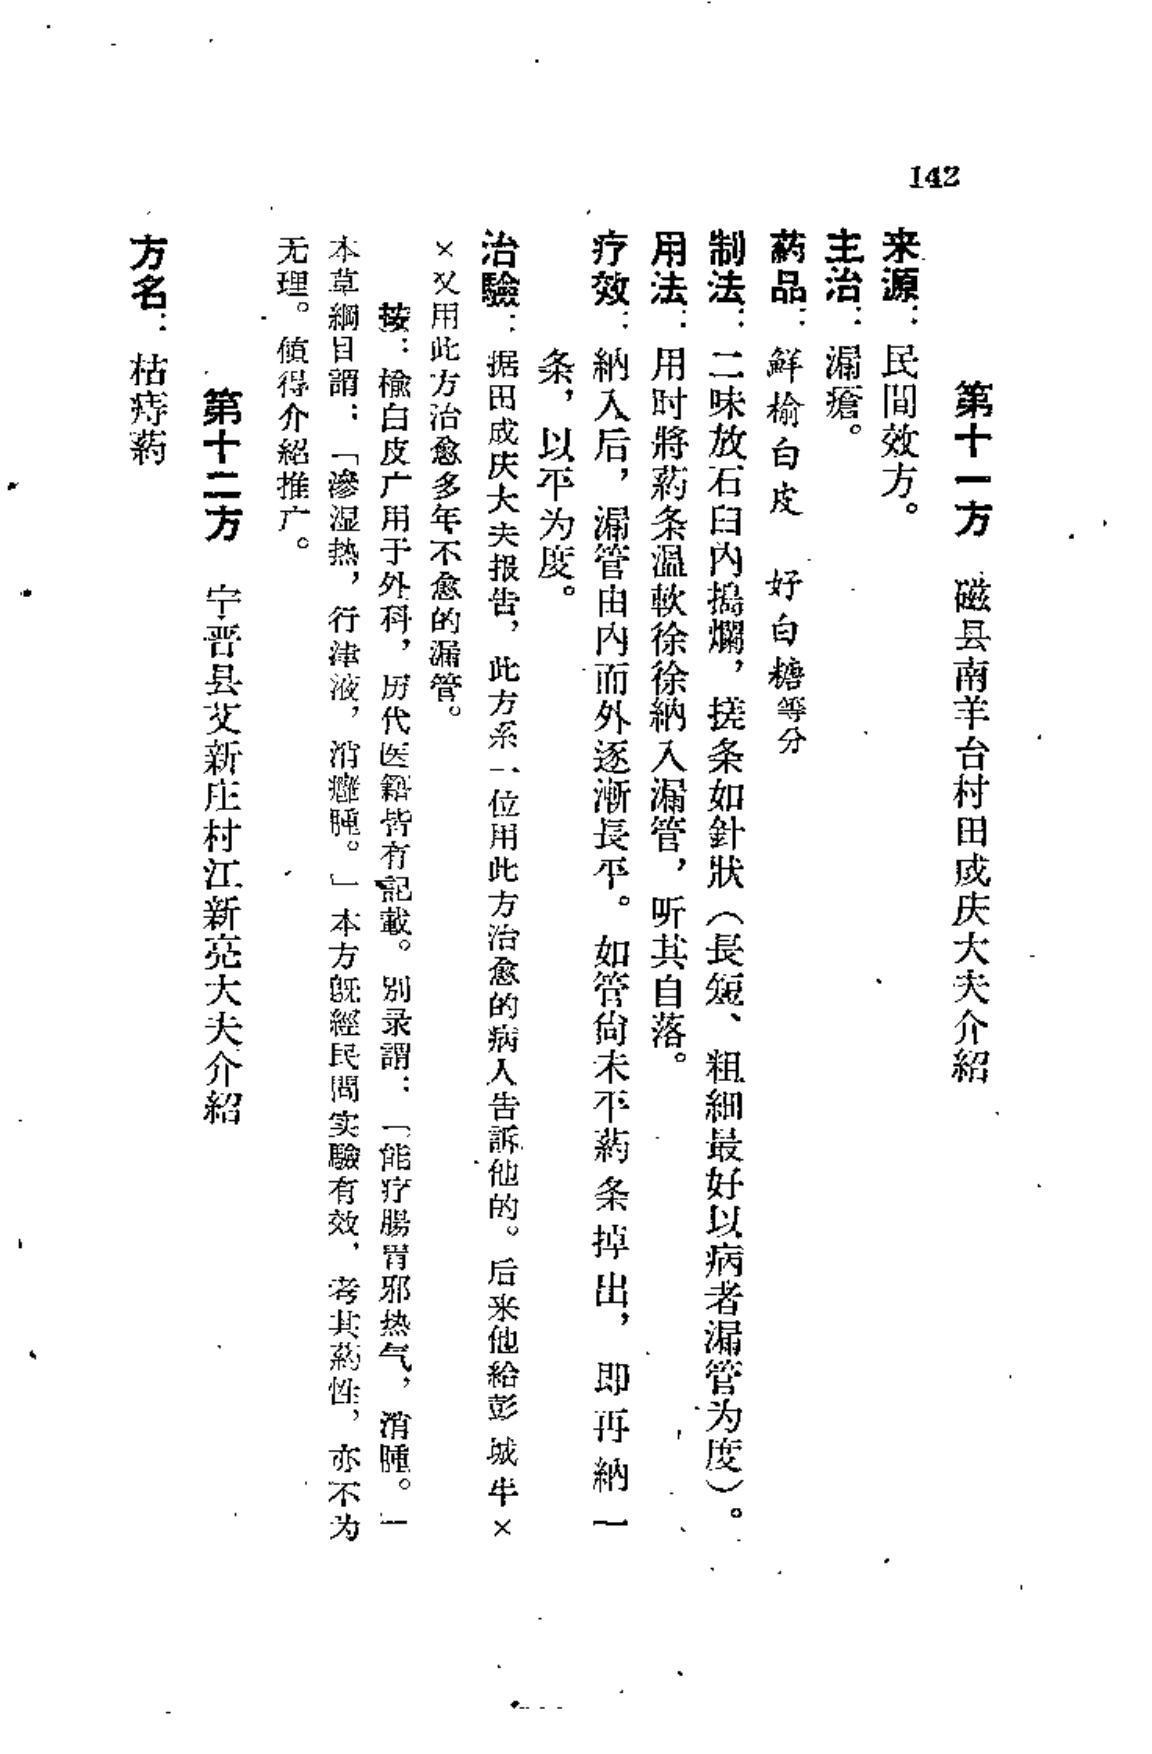 142
第十一方　磁县南羊台村田成庆大夫介紹
来源：民間效方。
主治：漏瘡。
葯品：鮮榆白皮　好白糖等分
制法：二味放石臼內搗爛，搓条如針狀（長短、粗細最好以病者漏管为度）。
用法：用时將葯条溫軟徐徐納入漏管，听其自落。
疗效：納入后，漏管由內而外逐漸長平。如管尙未平葯条掉出，即再納一
条，以平为度。
治驗：据田成庆大夫报告，此方系一位用此方治愈的病人告訴他的。后来他給彭城牛×
×又用此方治愈多年不愈的漏管。
按：榆白皮广用于外科，历代医籍皆有記載。別录謂：「能疗腸胃邪热气，消腫。」
本草綱目謂：「滲湿热，行津液，消癰腫。」本方旣經民間实驗有效，考其葯性，亦不为
无理。値得介紹推广。
第十二方　宁晋县艾新庄村江新亮大夫介紹
方名：枯痔葯